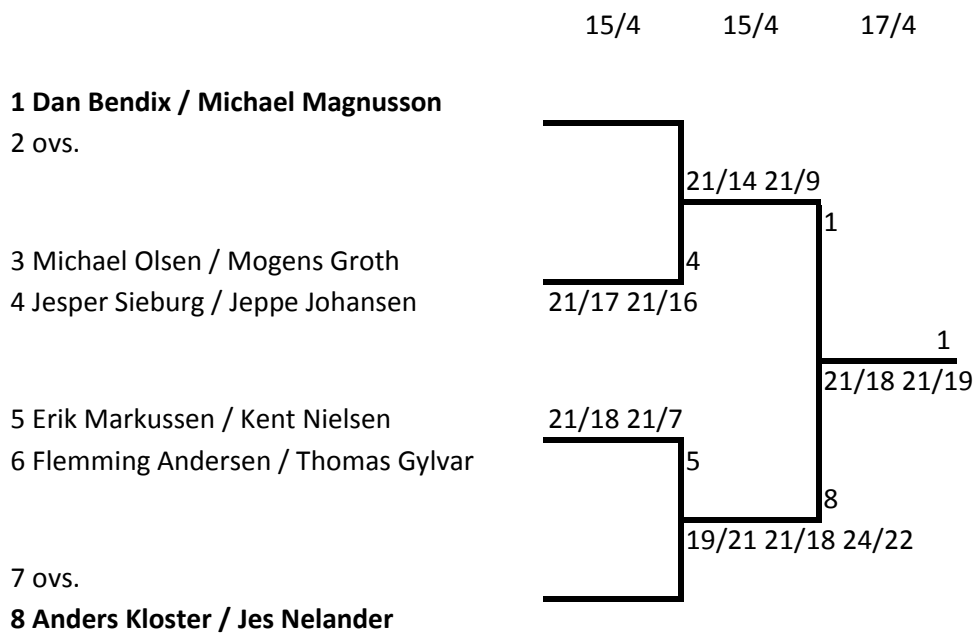 15/4 15/4 17/4
1 Dan Bendix / Michael Magnusson
2 ovs.
21/14 21/9
1
3 Michael Olsen / Mogens Groth
4
4 Jesper Sieburg / Jeppe Johansen
21/17 21/16
1
21/18 21/19
5 Erik Markussen / Kent Nielsen
21/18 21/7
6 Flemming Andersen / Thomas Gylvar
5
8
19/21 21/18 24/22
7 ovs.
8 Anders Kloster / Jes Nelander